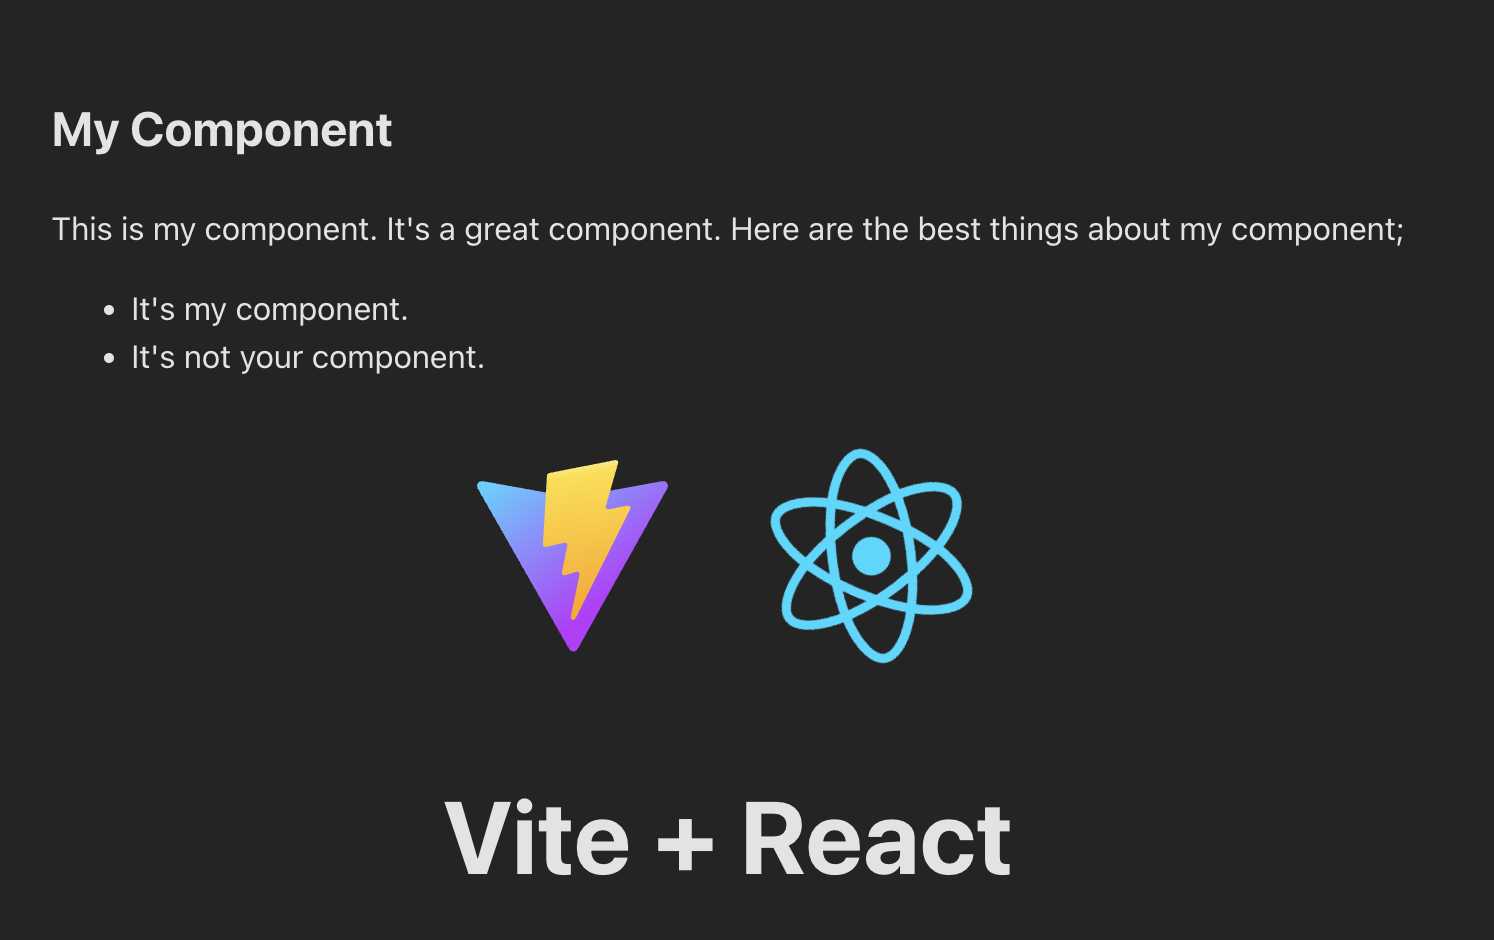 My Component
This is my component. It's a great component. Here are the best things about my component;
It's my component.
It's not your component.
Vite + React